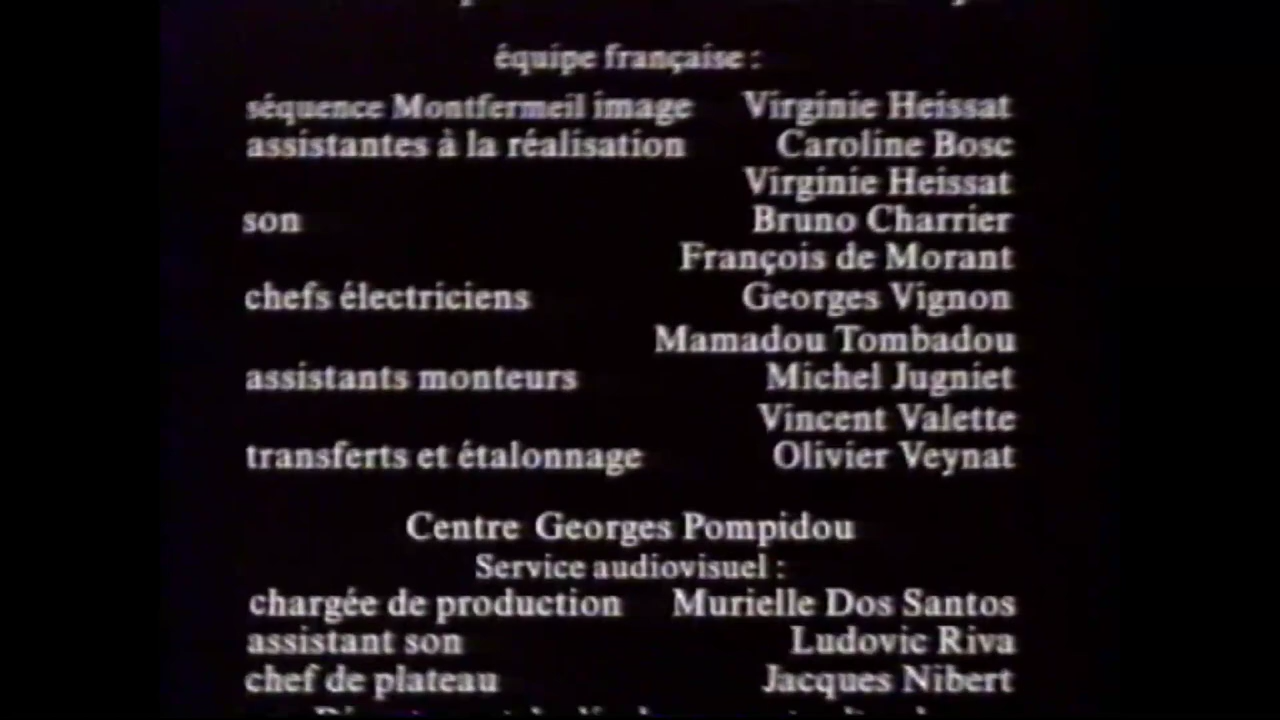 équipe française :
séquence Montfermeil image Virginie Heissat
assistantes à la réalisation Caroline Bosc
Virginie Heissat
son Bruno Charrier
François de Morant
chefs électriciens Georges Vignon
Mamadou Tombadou
assistants monteurs Michel Jugniet
Vincent Valette
transferts et étalonnage Olivier Veynat
Centre Georges Pompidou
Service audiovisuel :
chargée de production Murielle Dos Santos
assistant son Ludovic Riva
chef de plateau Jacques Nibert